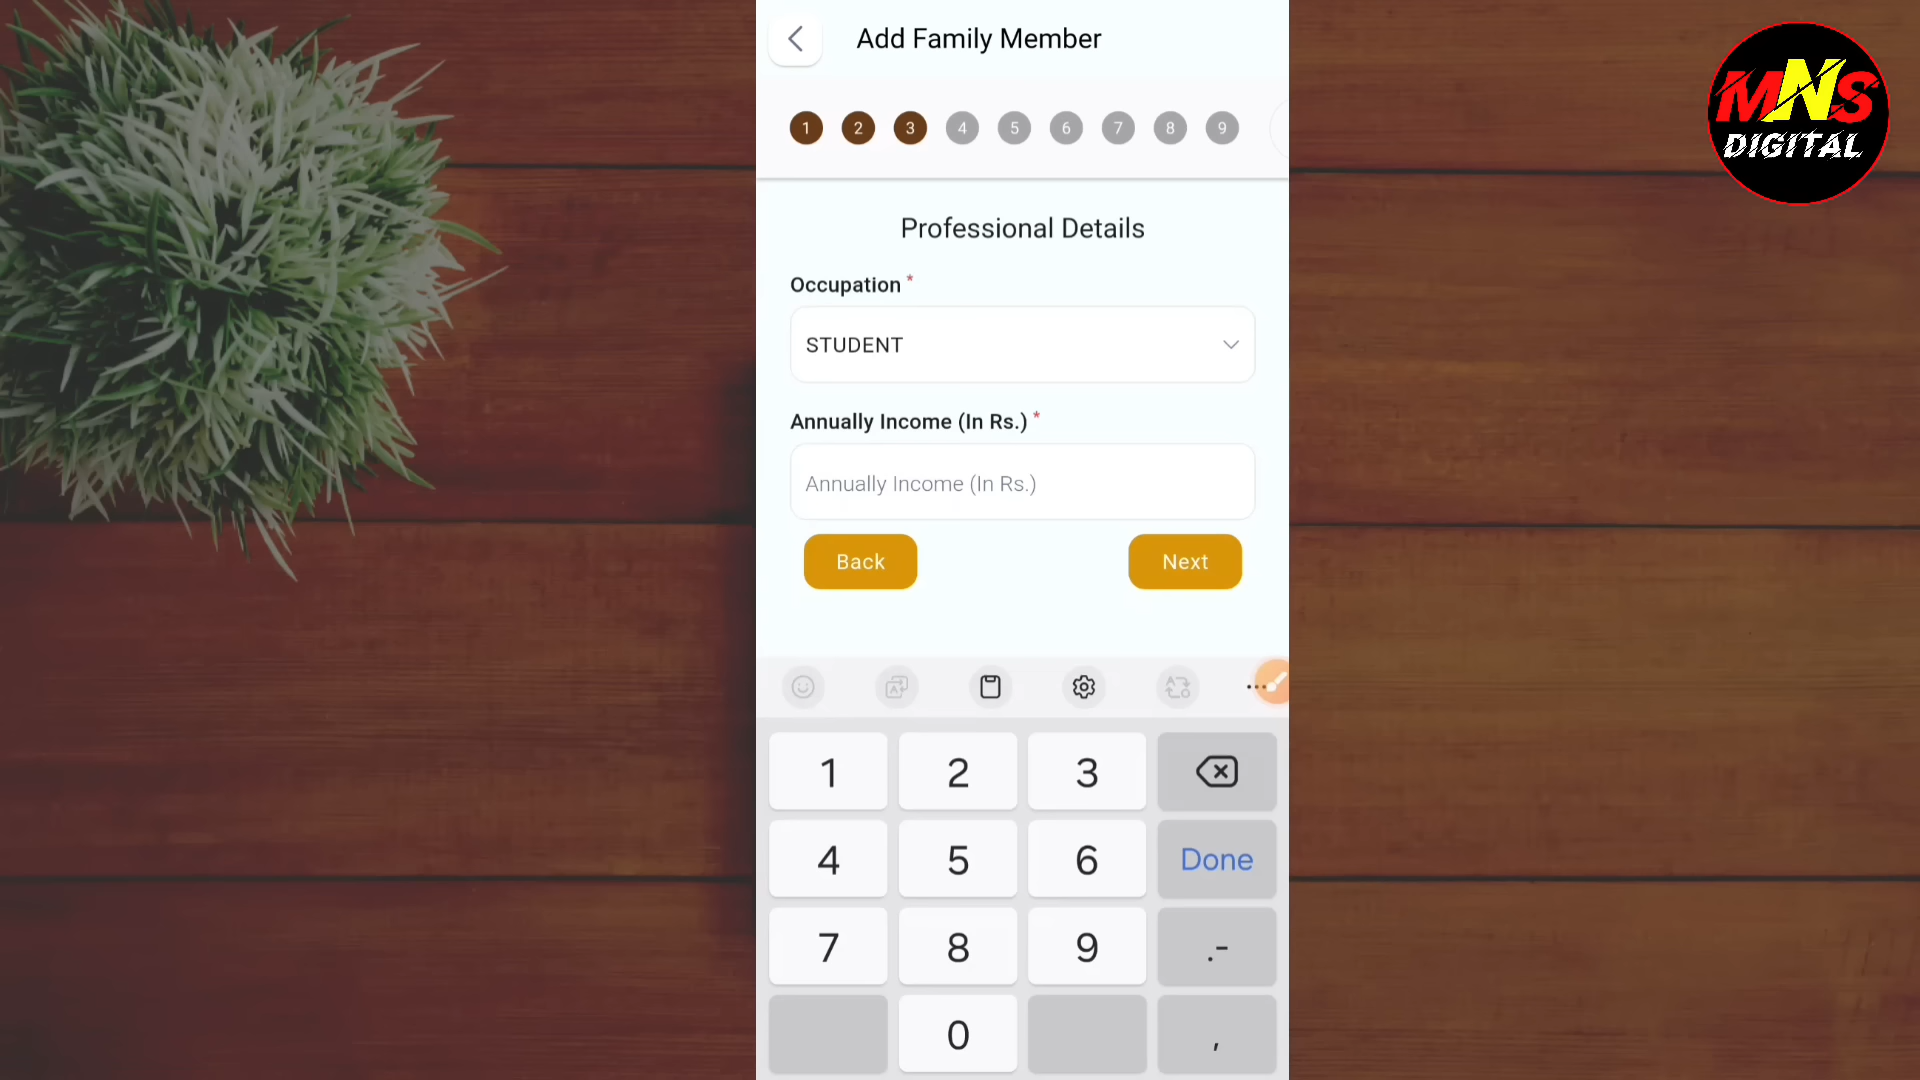 Add Family Member
1 2 3 4 5 6 7 8 9
Professional Details
Occupation *
STUDENT
Annually Income (In Rs.) *
Annually Income (In Rs.)
Back Next
1 2 3
4 5 6 Done
7 8 9 .-
0 ,
MNS
DIGITAL